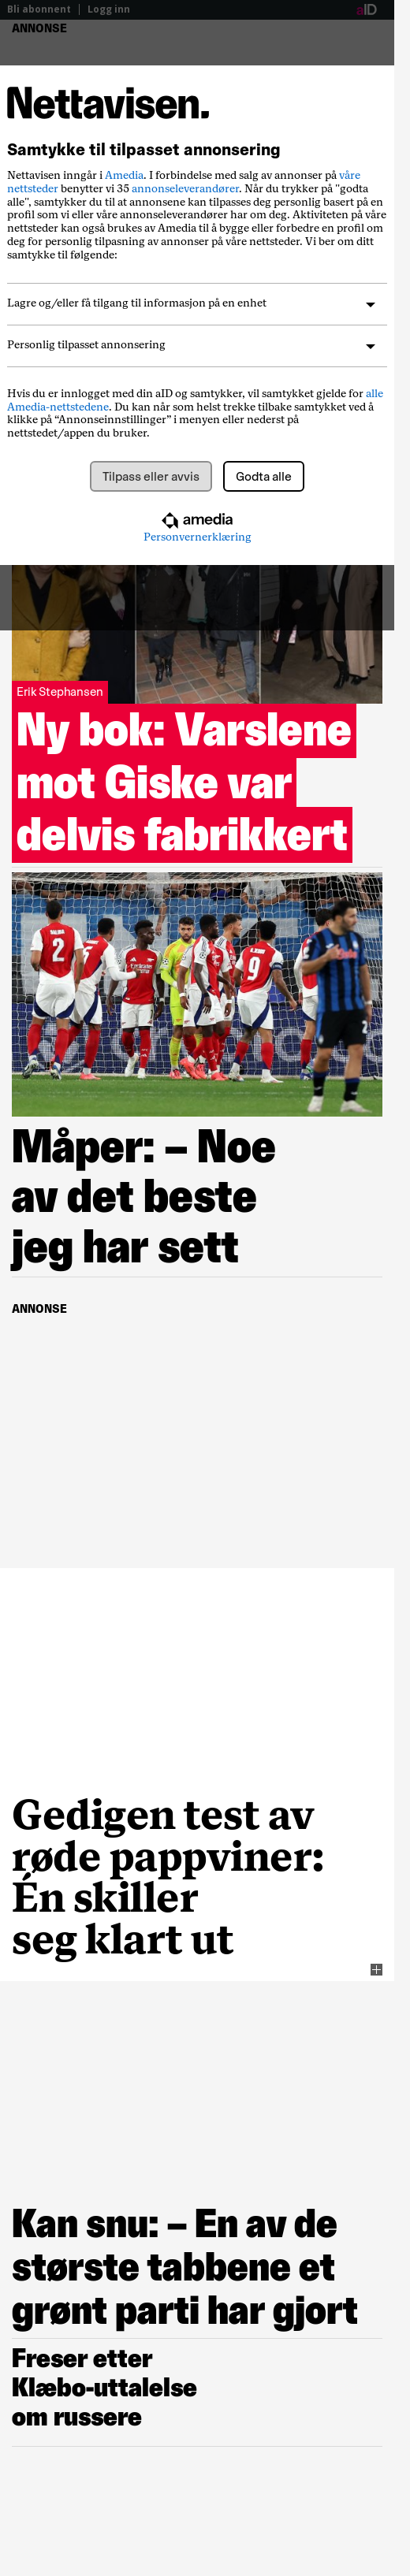 Bli abonnent | Logg inn aID
ANNONSE
Nettavisen.
Samtykke til tilpasset annonsering
Nettavisen inngår i Amedia. I forbindelse med salg av annonser på våre
nettsteder benytter vi 35 annonseleverandører. Når du trykker på "godta
alle", samtykker du til at annonsene kan tilpasses deg personlig basert på en
profil som vi eller våre annonseleverandører har om deg. Aktiviteten på våre
nettsteder kan også brukes av Amedia til å bygge eller forbedre en profil om
deg for personlig tilpasning av annonser på våre nettsteder. Vi ber om ditt
samtykke til følgende:
Lagre og/eller få tilgang til informasjon på en enhet
Personlig tilpasset annonsering
Hvis du er innlogget med din aID og samtykker, vil samtykket gjelde for alle
Amedia-nettstedene. Du kan når som helst trekke tilbake samtykket ved å
klikke på “Annonseinnstillinger” i menyen eller nederst på
nettstedet/appen du bruker.
Tilpass eller avvis Godta alle
amedia
Personvernerklæring
Erik Stephansen
Ny bok: Varslene
mot Giske var
delvis fabrikkert
Måper: – Noe
av det beste
jeg har sett
ANNONSE
Gedigen test av
røde pappviner:
Én skiller
seg klart ut
Kan snu: – En av de
største tabbene et
grønt parti har gjort
Freser etter
Klæbo-uttalelse
om russere